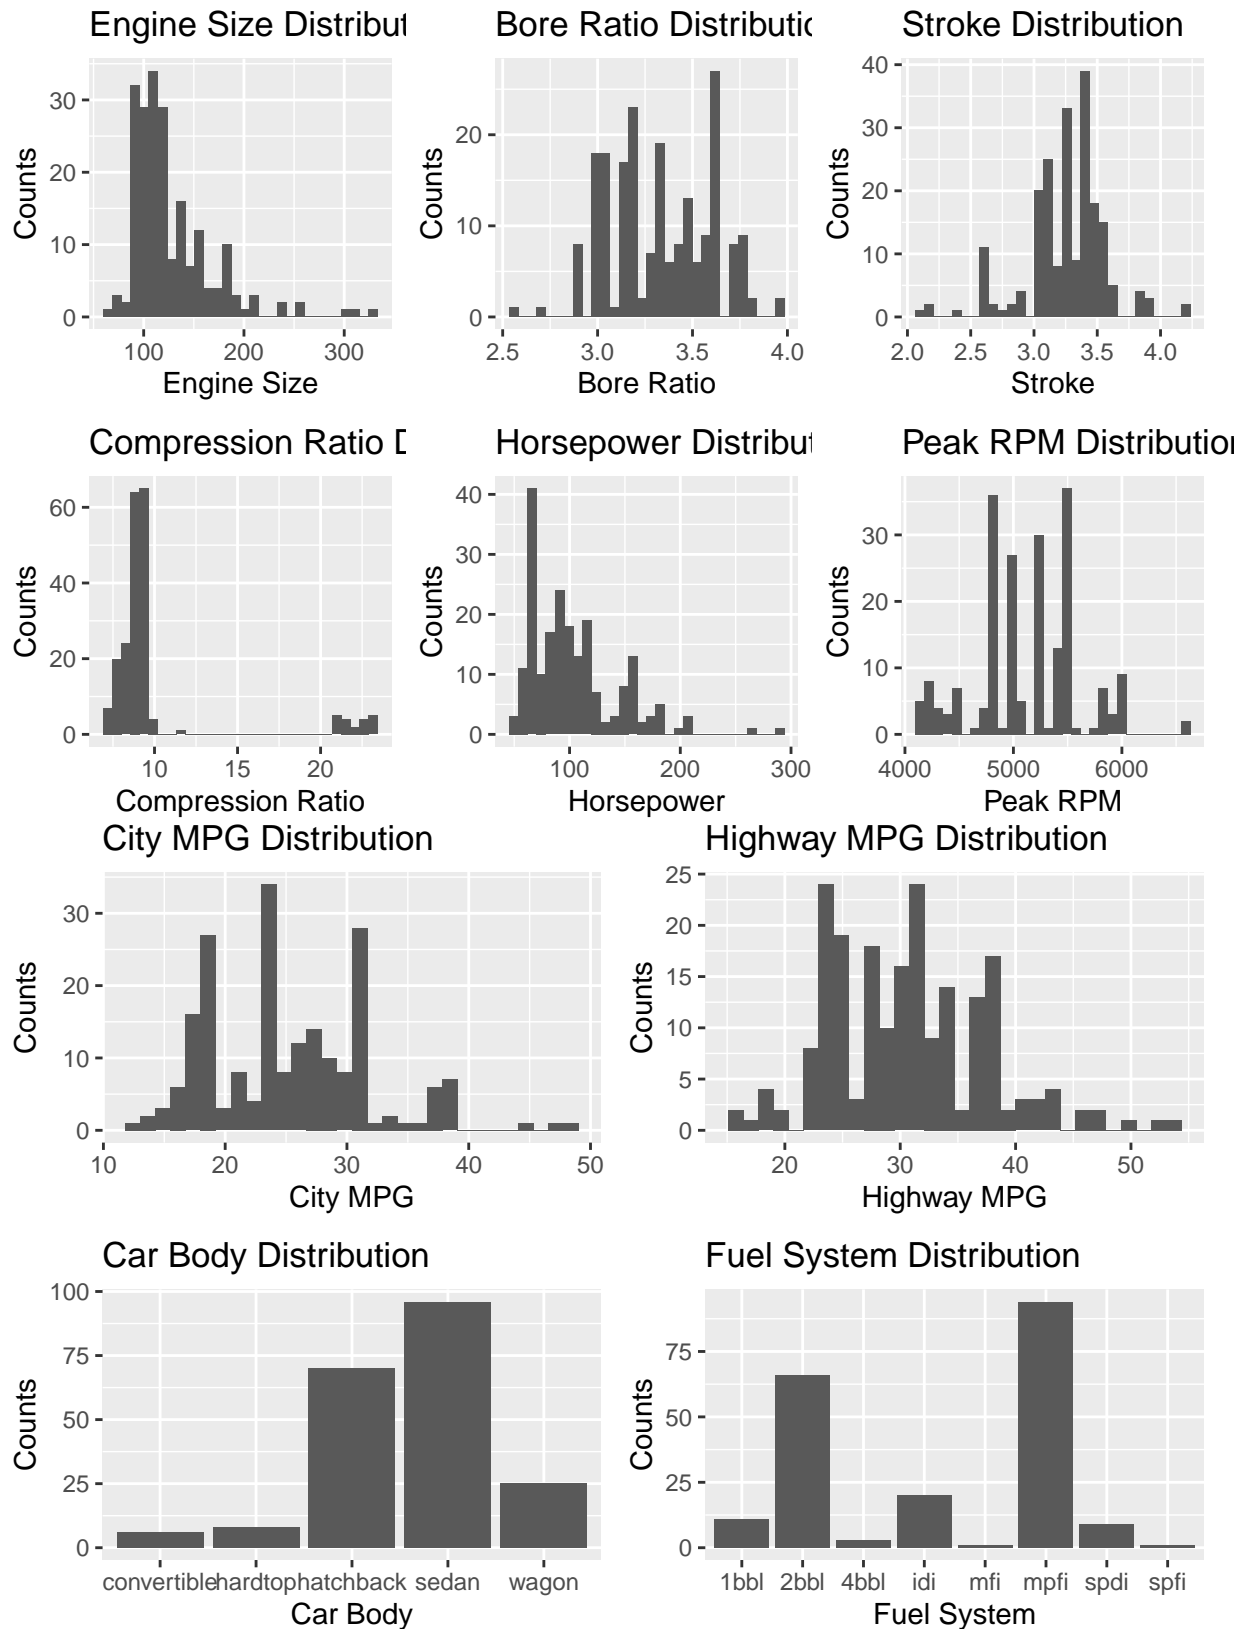 Engine Size Distribut
Bore Ratio Distributic
Stroke Distribution
Counts
30
20
10
0
100
200
300
Engine Size
Counts
20
10
0
2.5
3.0
3.5
4.0
Bore Ratio
Counts
40
30
20
10
0
2.0
2.5
3.0
3.5
4.0
Stroke
Compression Ratio D
Horsepower Distribut
Peak RPM Distribution
Counts
60
40
20
0
10
15
20
Compression Ratio
Counts
40
30
20
10
0
100
200
300
Horsepower
Counts
30
20
10
0
4000
5000
6000
Peak RPM
City MPG Distribution
Highway MPG Distribution
Counts
30
20
10
0
10
20
30
40
50
City MPG
Counts
25
20
15
10
5
0
20
30
40
50
Highway MPG
Car Body Distribution
Fuel System Distribution
Counts
100
75
50
25
0
convertible
hardtop
hatchback
sedan
wagon
Car Body
Counts
75
50
25
0
1bbl
2bbl
4bbl
idi
mfi
mpfi
spdi
spfi
Fuel System